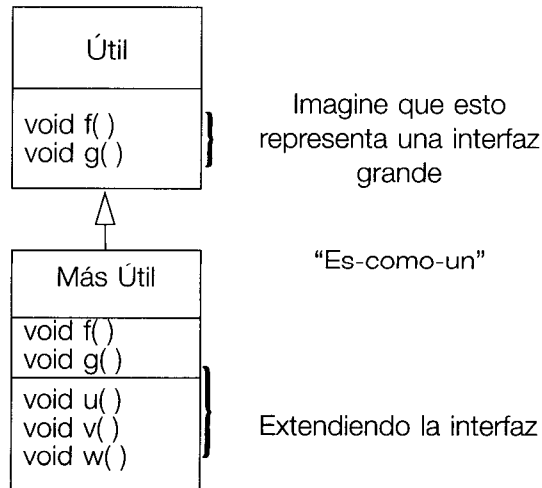 Útil
void f( )
void g( )
Imagine que esto
representa una interfaz
grande
“Es-como-un”
Más Útil
void f( )
void g( )
void u( )
void v( )
void w( )
Extendiendo la interfaz